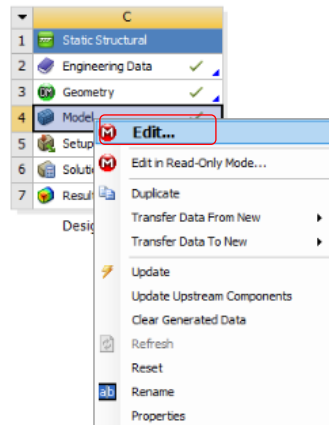 C
1 Static Structural
2 Engineering Data
3 Geometry
4 Model
Edit...
5 Setup
Edit in Read-Only Mode...
6 Soluti
7 Result
Duplicate
Transfer Data From New
Desig
Transfer Data To New
Update
Update Upstream Components
Clear Generated Data
Refresh
Reset
ab Rename
Properties